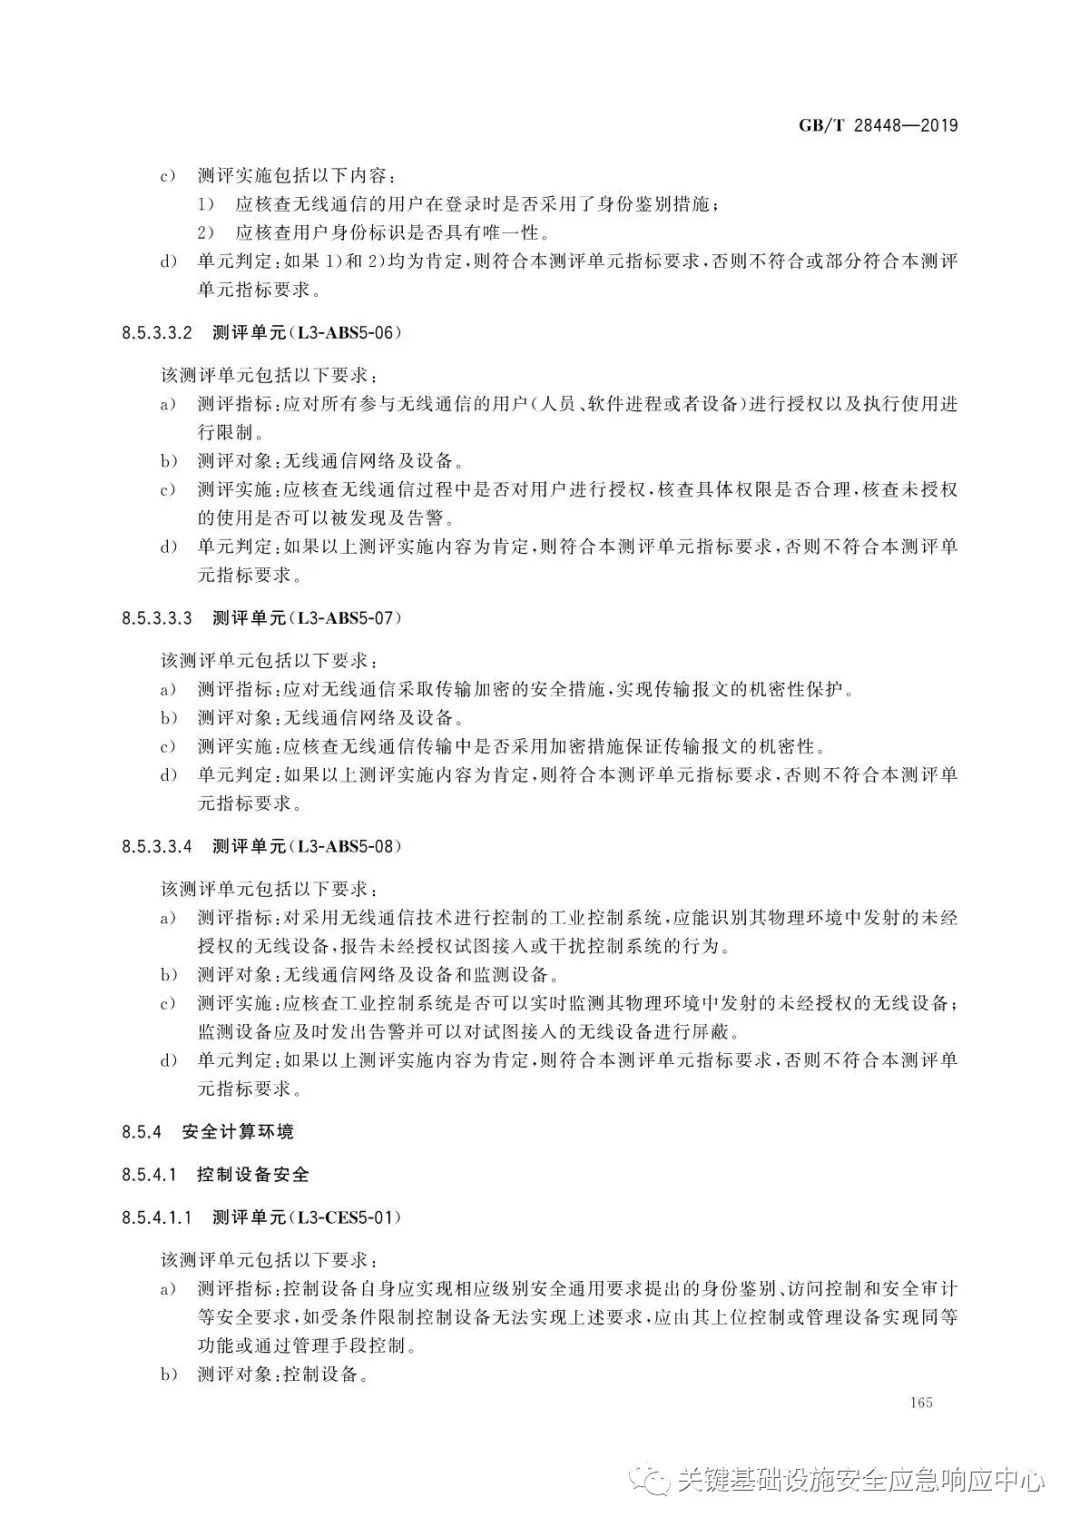 GB/T 28448—2019
c) 测评实施包括以下内容：
1) 应核查无线通信的用户在登录时是否采用了身份鉴别措施；
2) 应核查用户身份标识是否具有唯一性。
d) 单元判定：如果 1)和 2)均为肯定，则符合本测评单元指标要求，否则不符合或部分符合本测评
单元指标要求。
8.5.3.3.2 测评单元(L3-ABS5-06)
该测评单元包括以下要求：
a) 测评指标：应对所有参与无线通信的用户(人员、软件进程或者设备)进行授权以及执行使用进
行限制。
b) 测评对象：无线通信网络及设备。
c) 测评实施：应核查无线通信过程中是否对用户进行授权，核查具体权限是否合理，核查未授权
的使用是否可以被发现及告警。
d) 单元判定：如果以上测评实施内容为肯定，则符合本测评单元指标要求，否则不符合本测评单
元指标要求。
8.5.3.3.3 测评单元(L3-ABS5-07)
该测评单元包括以下要求：
a) 测评指标：应对无线通信采取传输加密的安全措施，实现传输报文的机密性保护。
b) 测评对象：无线通信网络及设备。
c) 测评实施：应核查无线通信传输中是否采用加密措施保证传输报文的机密性。
d) 单元判定：如果以上测评实施内容为肯定，则符合本测评单元指标要求，否则不符合本测评单
元指标要求。
8.5.3.3.4 测评单元(L3-ABS5-08)
该测评单元包括以下要求：
a) 测评指标：对采用无线通信技术进行控制的工业控制系统，应能识别其物理环境中发射的未经
授权的无线设备，报告未经授权试图接入或干扰控制系统的行为。
b) 测评对象：无线通信网络及设备和监测设备。
c) 测评实施：应核查工业控制系统是否可以实时监测其物理环境中发射的未经授权的无线设备；
监测设备应及时发出告警并可以对试图接入的无线设备进行屏蔽。
d) 单元判定：如果以上测评实施内容为肯定，则符合本测评单元指标要求，否则不符合本测评单
元指标要求。
8.5.4 安全计算环境
8.5.4.1 控制设备安全
8.5.4.1.1 测评单元(L3-CES5-01)
该测评单元包括以下要求：
a) 测评指标：控制设备自身应实现相应级别安全通用要求提出的身份鉴别、访问控制和安全审计
等安全要求，如受条件限制控制设备无法实现上述要求，应由其上位控制或管理设备实现同等
功能或通过管理手段控制。
b) 测评对象：控制设备。
165
关键基础设施安全应急响应中心